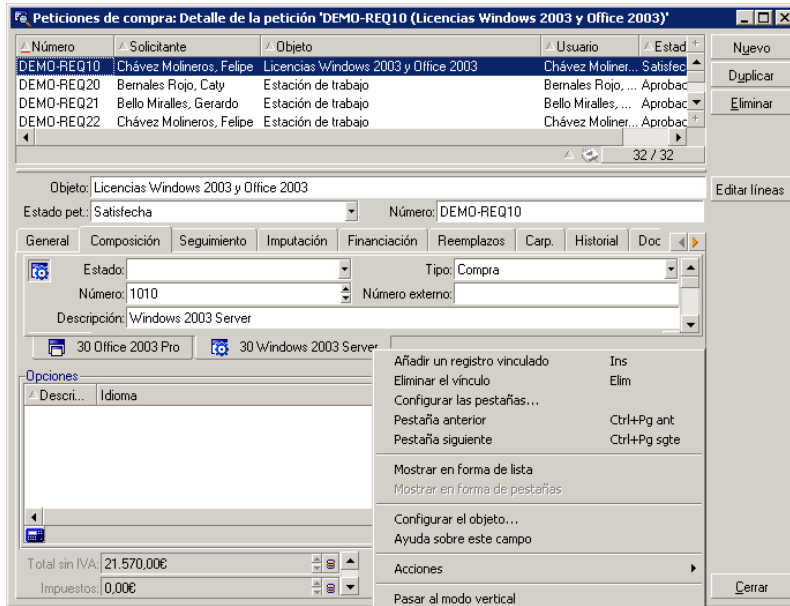 Peticiones de compra: Detalle de la petición 'DEMO-REQ10 (Licencias Windows 2003 y Office 2003)'
Número Solicitante Objeto Usuario Estad
DEMO-REQ10 Chávez Molineros, Felipe Licencias Windows 2003 y Office 2003 Chávez Moliner... Satisfec
DEMO-REQ20 Bernales Rojo, Caty Estación de trabajo Bernales Rojo, ... Aprobac
DEMO-REQ21 Bello Miralles, Gerardo Estación de trabajo Bello Miralles, ... Aprobac
DEMO-REQ22 Chávez Molineros, Felipe Estación de trabajo Chávez Moliner... Aprobac
32 / 32
Nuevo
Duplicar
Eliminar
Editar líneas
Objeto: Licencias Windows 2003 y Office 2003
Estado pet.: Satisfecha Número: DEMO-REQ10
General Composición Seguimiento Imputación Financiación Reemplazos Carp. Historial Doc
Estado: Tipo: Compra
Número: 1010 Número externo:
Descripción: Windows 2003 Server
30 Office 2003 Pro 30 Windows 2003 Server
Opciones
Descri... Idioma
Añadir un registro vinculado Ins
Eliminar el vínculo Elim
Configurar las pestañas...
Pestaña anterior Ctrl+Pg ant
Pestaña siguiente Ctrl+Pg sgte
Mostrar en forma de lista
Mostrar en forma de pestañas
Configurar el objeto...
Ayuda sobre este campo
Acciones
Pasar al modo vertical
Total sin IVA: 21.570,00€
Impuestos: 0,00€
Cerrar